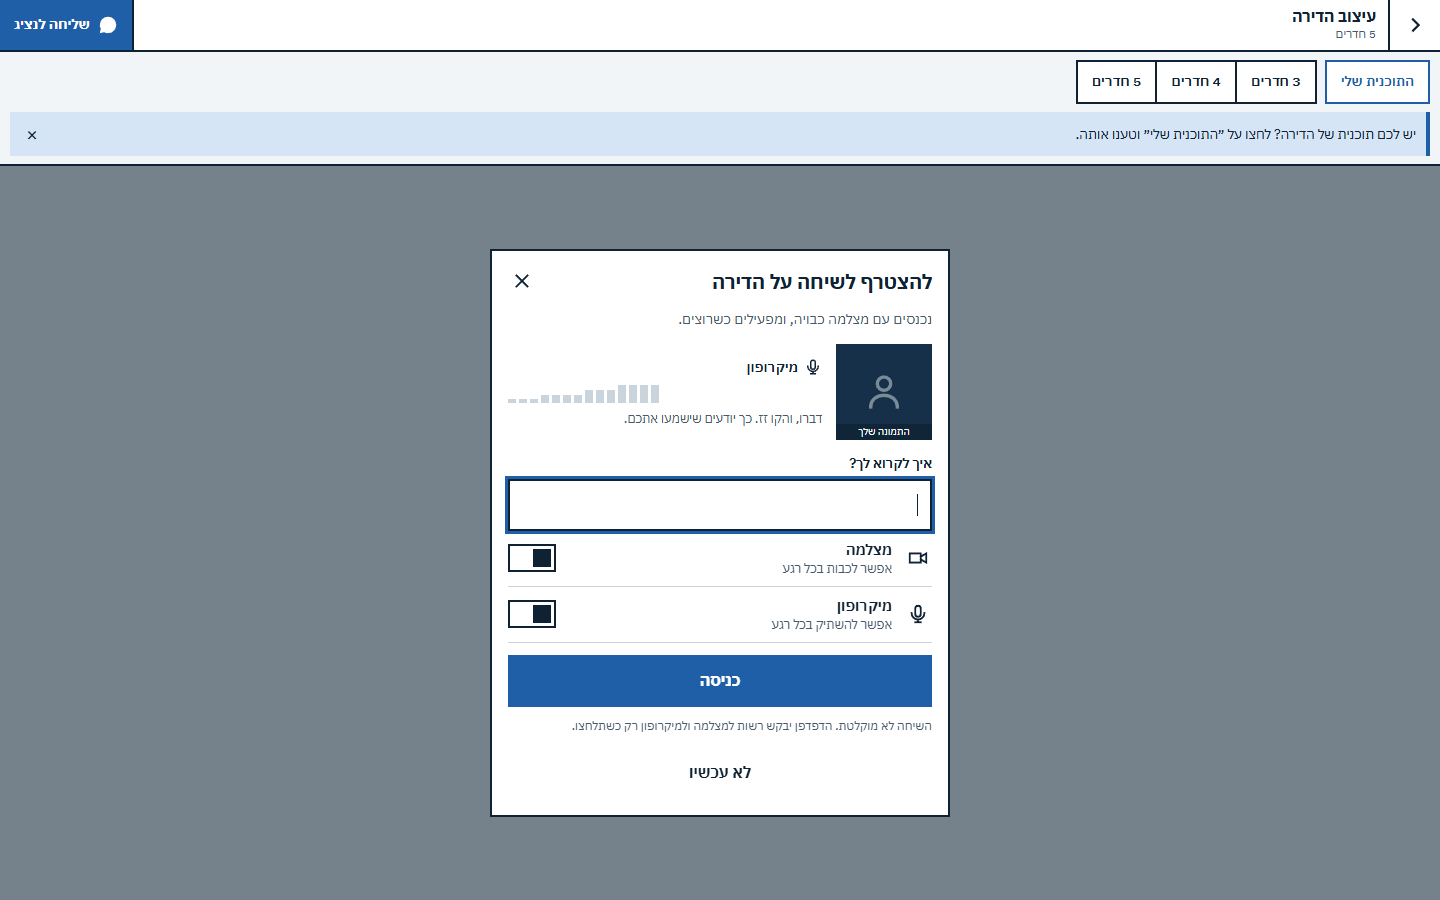 עיצוב הדירה
5 חדרים
שליחה לנציג
התוכנית שלי
3 חדרים
4 חדרים
5 חדרים
יש לכם תוכנית של הדירה? לחצו על ״התוכנית שלי״ וטענו אותה.
להצטרף לשיחה על הדירה
נכנסים עם מצלמה כבויה, ומפעילים כשרוצים.
מיקרופון
דברו, והקו זז. כך יודעים שישמעו אתכם.
התמונה שלך
איך לקרוא לך?
מצלמה
אפשר לכבות בכל רגע
מיקרופון
אפשר להשתיק בכל רגע
כניסה
השיחה לא מוקלטת. הדפדפן יבקש רשות למצלמה ולמיקרופון רק כשתלחצו.
לא עכשיו